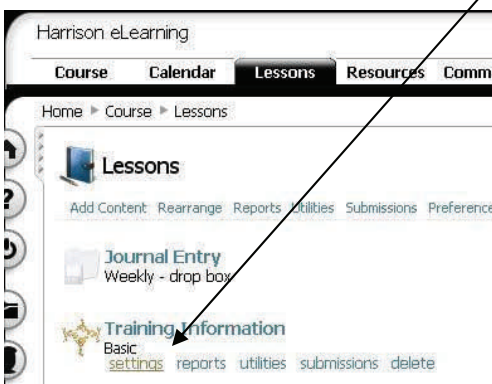 Harrison eLearning
Course Calendar Lessons Resources Comm
Home ▶ Course ▶ Lessons
Lessons
Add Content Rearrange Reports Utilities Submissions Preference
Journal Entry
Weekly - drop box
Training Information
Basic
settings reports utilities submissions delete